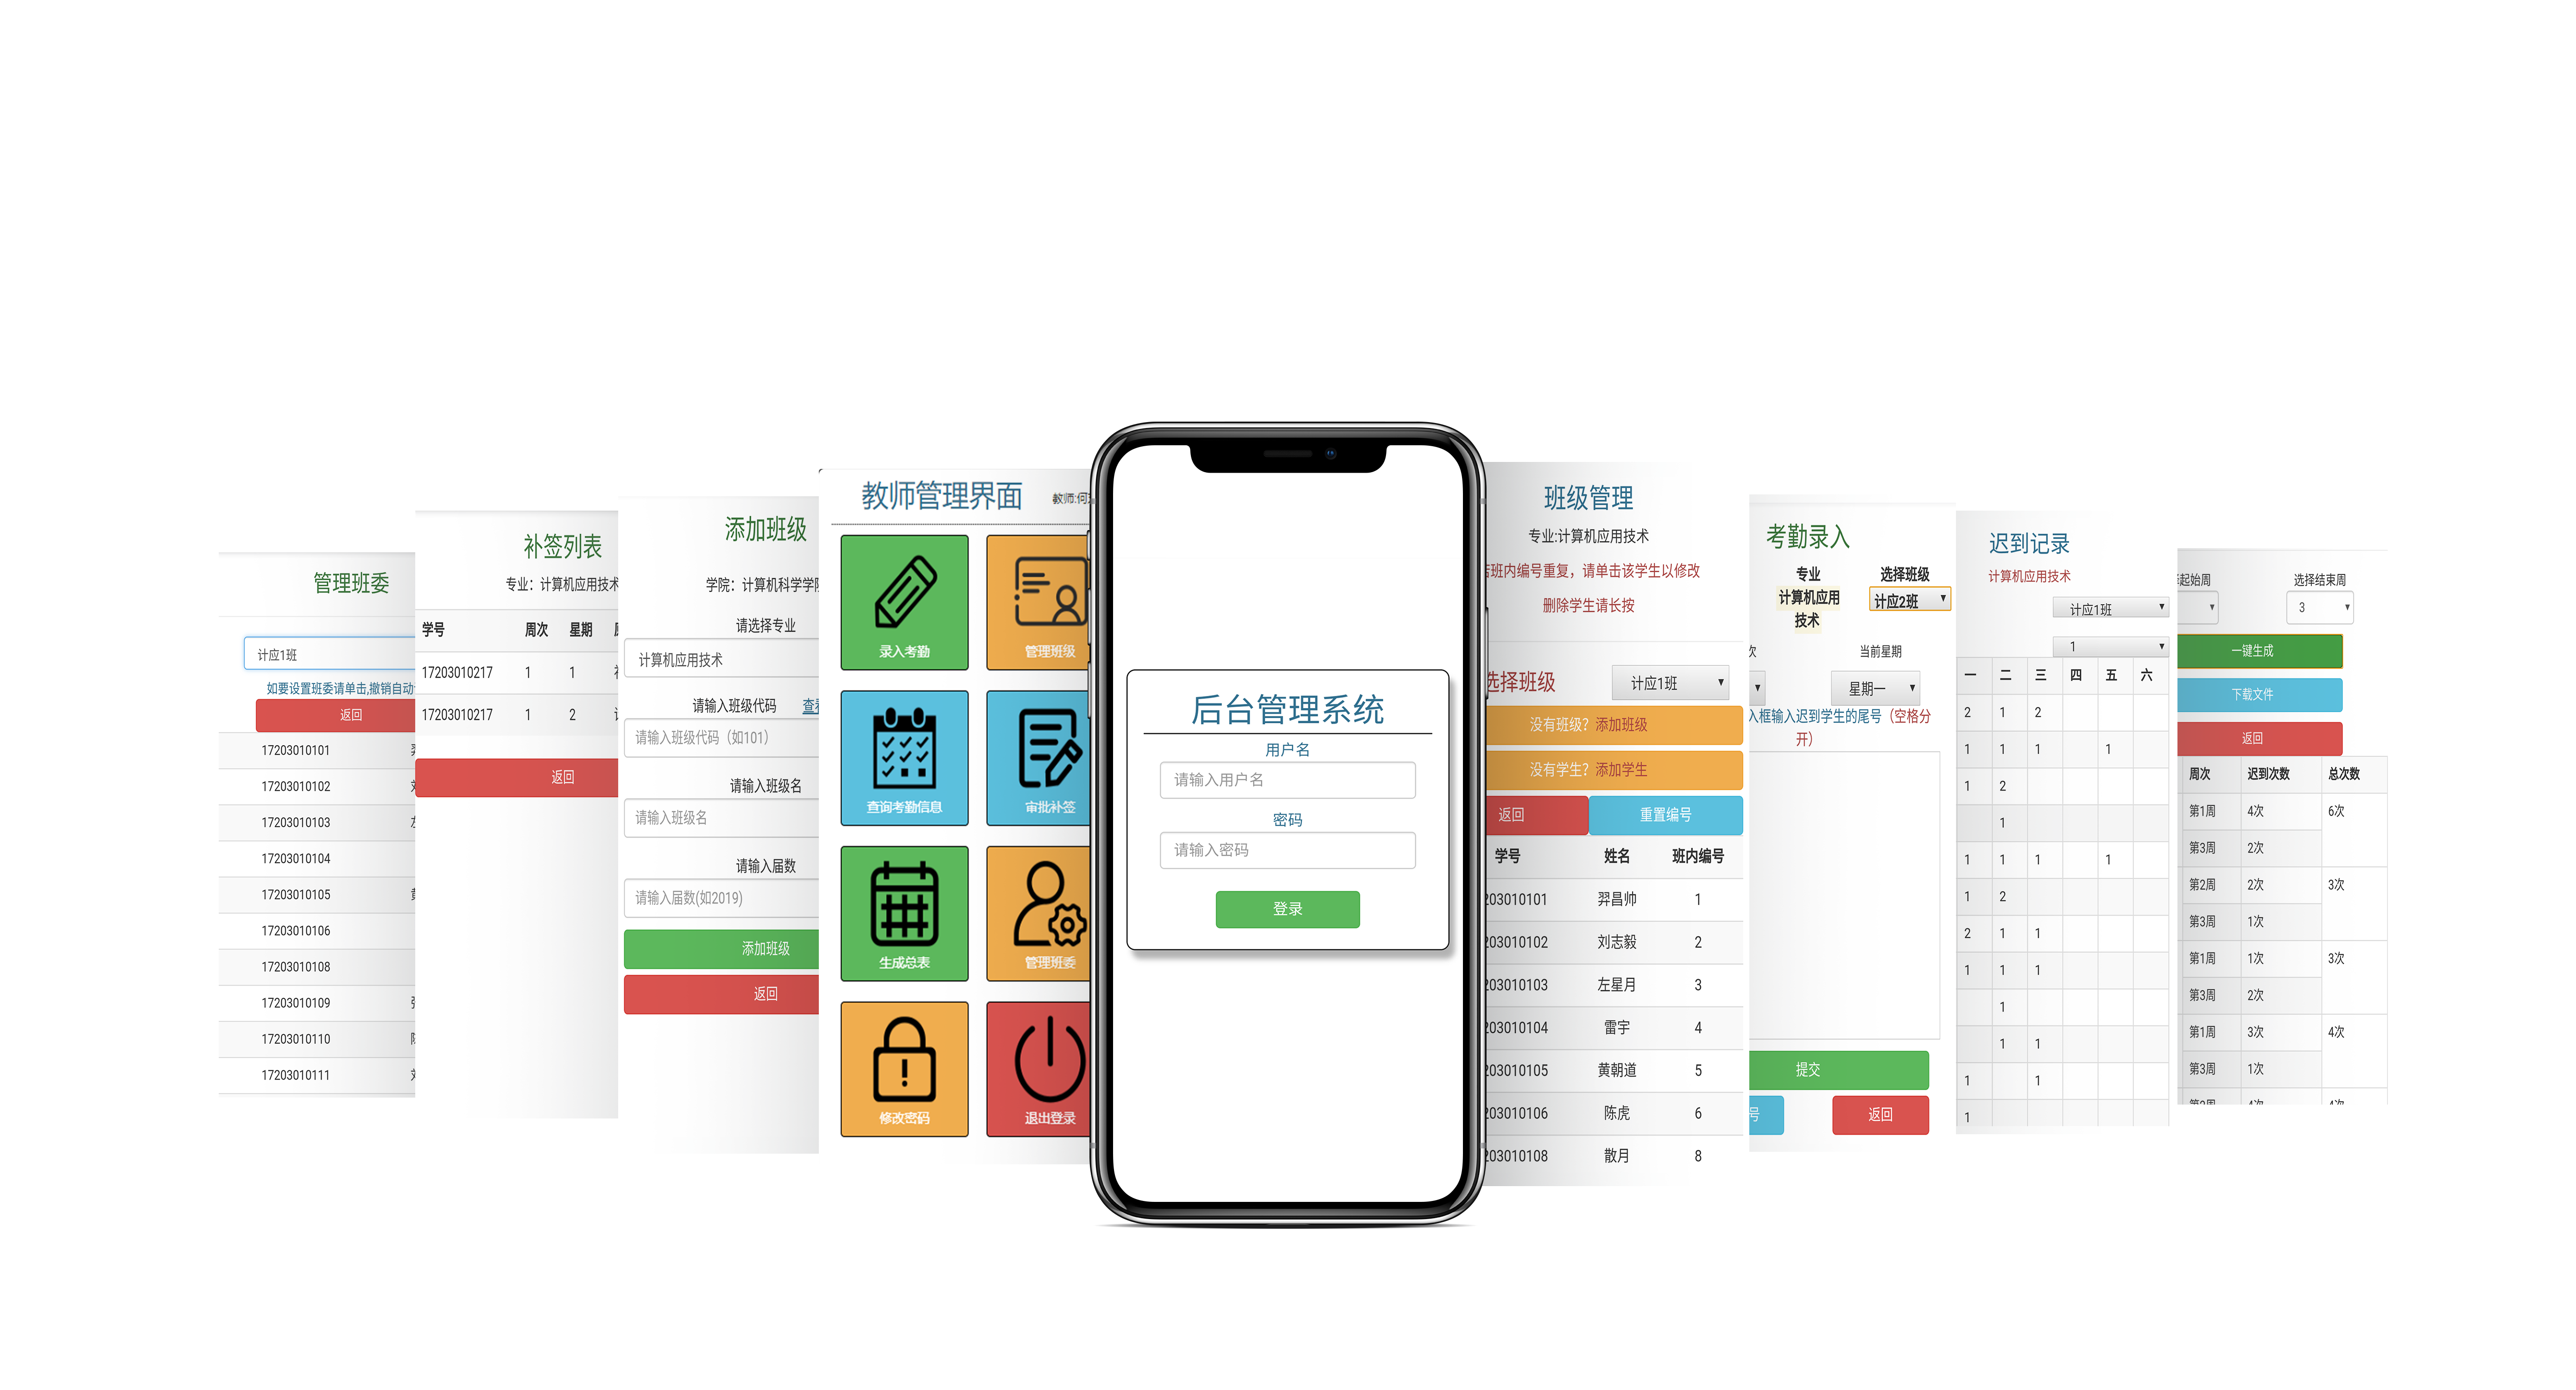 管理班委
计应1班
如要设置班委请单击,撤销自动
返回
17203010101
17203010102
17203010103
17203010104
17203010105
17203010106
17203010108
17203010109
17203010110
17203010111
补签列表
专业：计算机应用技术
学号 周次 星期
17203010217 1 1
17203010217 1 2
返回
添加班级
学院：计算机科学学院
请选择专业
计算机应用技术
请输入班级代码 查看
请输入班级代码（如101）
请输入班级名
请输入班级名
请输入届数
请输入届数(如2019)
添加班级
返回
教师管理界面 教师:何
录入考勤 管理班级
查询考勤信息 审批补签
生成总表 管理班委
修改密码 退出登录
后台管理系统
用户名
请输入用户名
密码
请输入密码
登录
班级管理
专业:计算机应用技术
班内编号重复，请单击该学生以修改
删除学生请长按
选择班级 计应1班
没有班级？添加班级
没有学生？添加学生
返回 重置编号
学号 姓名 班内编号
203010101 羿昌帅 1
203010102 刘志毅 2
203010103 左星月 3
203010104 雷宇 4
203010105 黄朝道 5
203010106 陈虎 6
203010108 散月 8
考勤录入
专业 选择班级
计算机应用技术 计应2班
次 当前星期
星期一
入框输入迟到学生的尾号（空格分
开）
提交
号 返回
迟到记录
计算机应用技术
计应1班
1
一 二 三 四 五 六
2 1 2
1 1 1 1
1 2
1
1 1 1 1
1 2
2 1 1
1 1 1
1
1 1
1 1
1
起始周 选择结束周
3
一键生成
下载文件
返回
周次 迟到次数 总次数
第1周 4次 6次
第3周 2次
第2周 2次 3次
第3周 1次
第1周 1次 3次
第3周 2次
第1周 3次 4次
第3周 1次